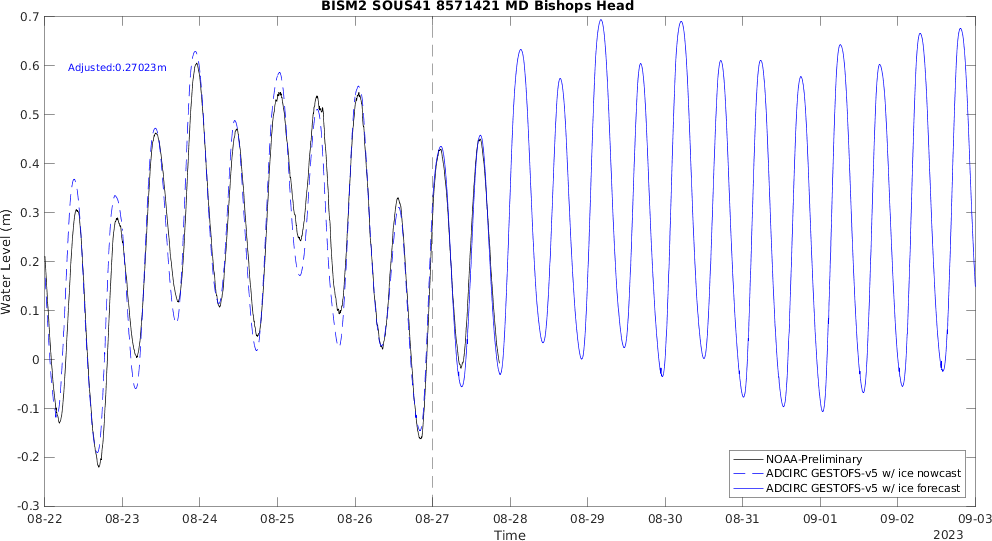 BISM2 SOUS41 8571421 MD Bishops Head
Adjusted:0.27023m
Water Level (m)
0.7
0.6
0.5
0.4
0.3
0.2
0.1
0
-0.1
-0.2
-0.3
NOAA-Preliminary
ADCIRC GESTOFS-v5 w/ ice nowcast
ADCIRC GESTOFS-v5 w/ ice forecast
08-22 08-23 08-24 08-25 08-26 08-27 08-28 08-29 08-30 08-31 09-01 09-02 09-03
Time
2023